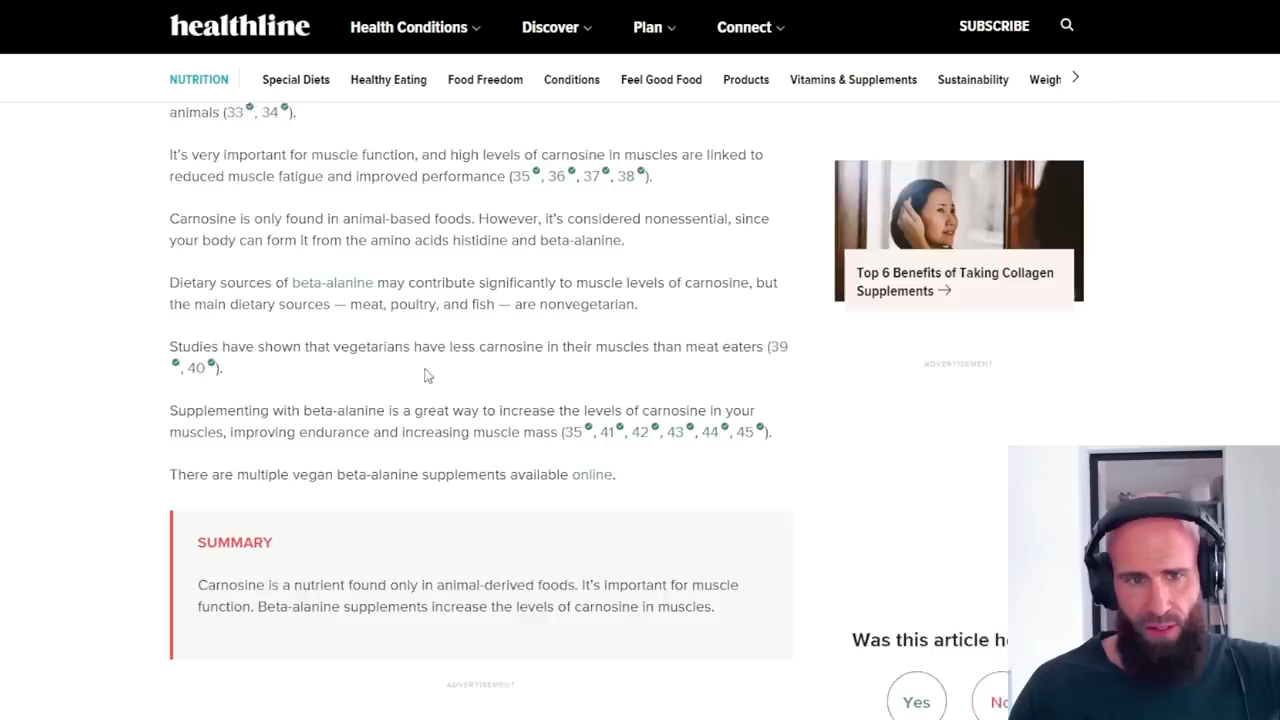 healthline
Health Conditions
Discover
Plan
Connect
SUBSCRIBE
NUTRITION
Special Diets
Healthy Eating
Food Freedom
Conditions
Feel Good Food
Products
Vitamins & Supplements
Sustainability
Weigh
animals (33, 34).
It's very important for muscle function, and high levels of carnosine in muscles are linked to
reduced muscle fatigue and improved performance (35, 36, 37, 38).
Carnosine is only found in animal-based foods. However, it's considered nonessential, since
your body can form it from the amino acids histidine and beta-alanine.
Dietary sources of beta-alanine may contribute significantly to muscle levels of carnosine, but
the main dietary sources — meat, poultry, and fish — are nonvegetarian.
Studies have shown that vegetarians have less carnosine in their muscles than meat eaters (39
, 40).
Supplementing with beta-alanine is a great way to increase the levels of carnosine in your
muscles, improving endurance and increasing muscle mass (35, 41, 42, 43, 44, 45).
There are multiple vegan beta-alanine supplements available online.
SUMMARY
Carnosine is a nutrient found only in animal-derived foods. It's important for muscle
function. Beta-alanine supplements increase the levels of carnosine in muscles.
ADVERTISEMENT
Top 6 Benefits of Taking Collagen
Supplements →
ADVERTISEMENT
Was this article h
Yes
No